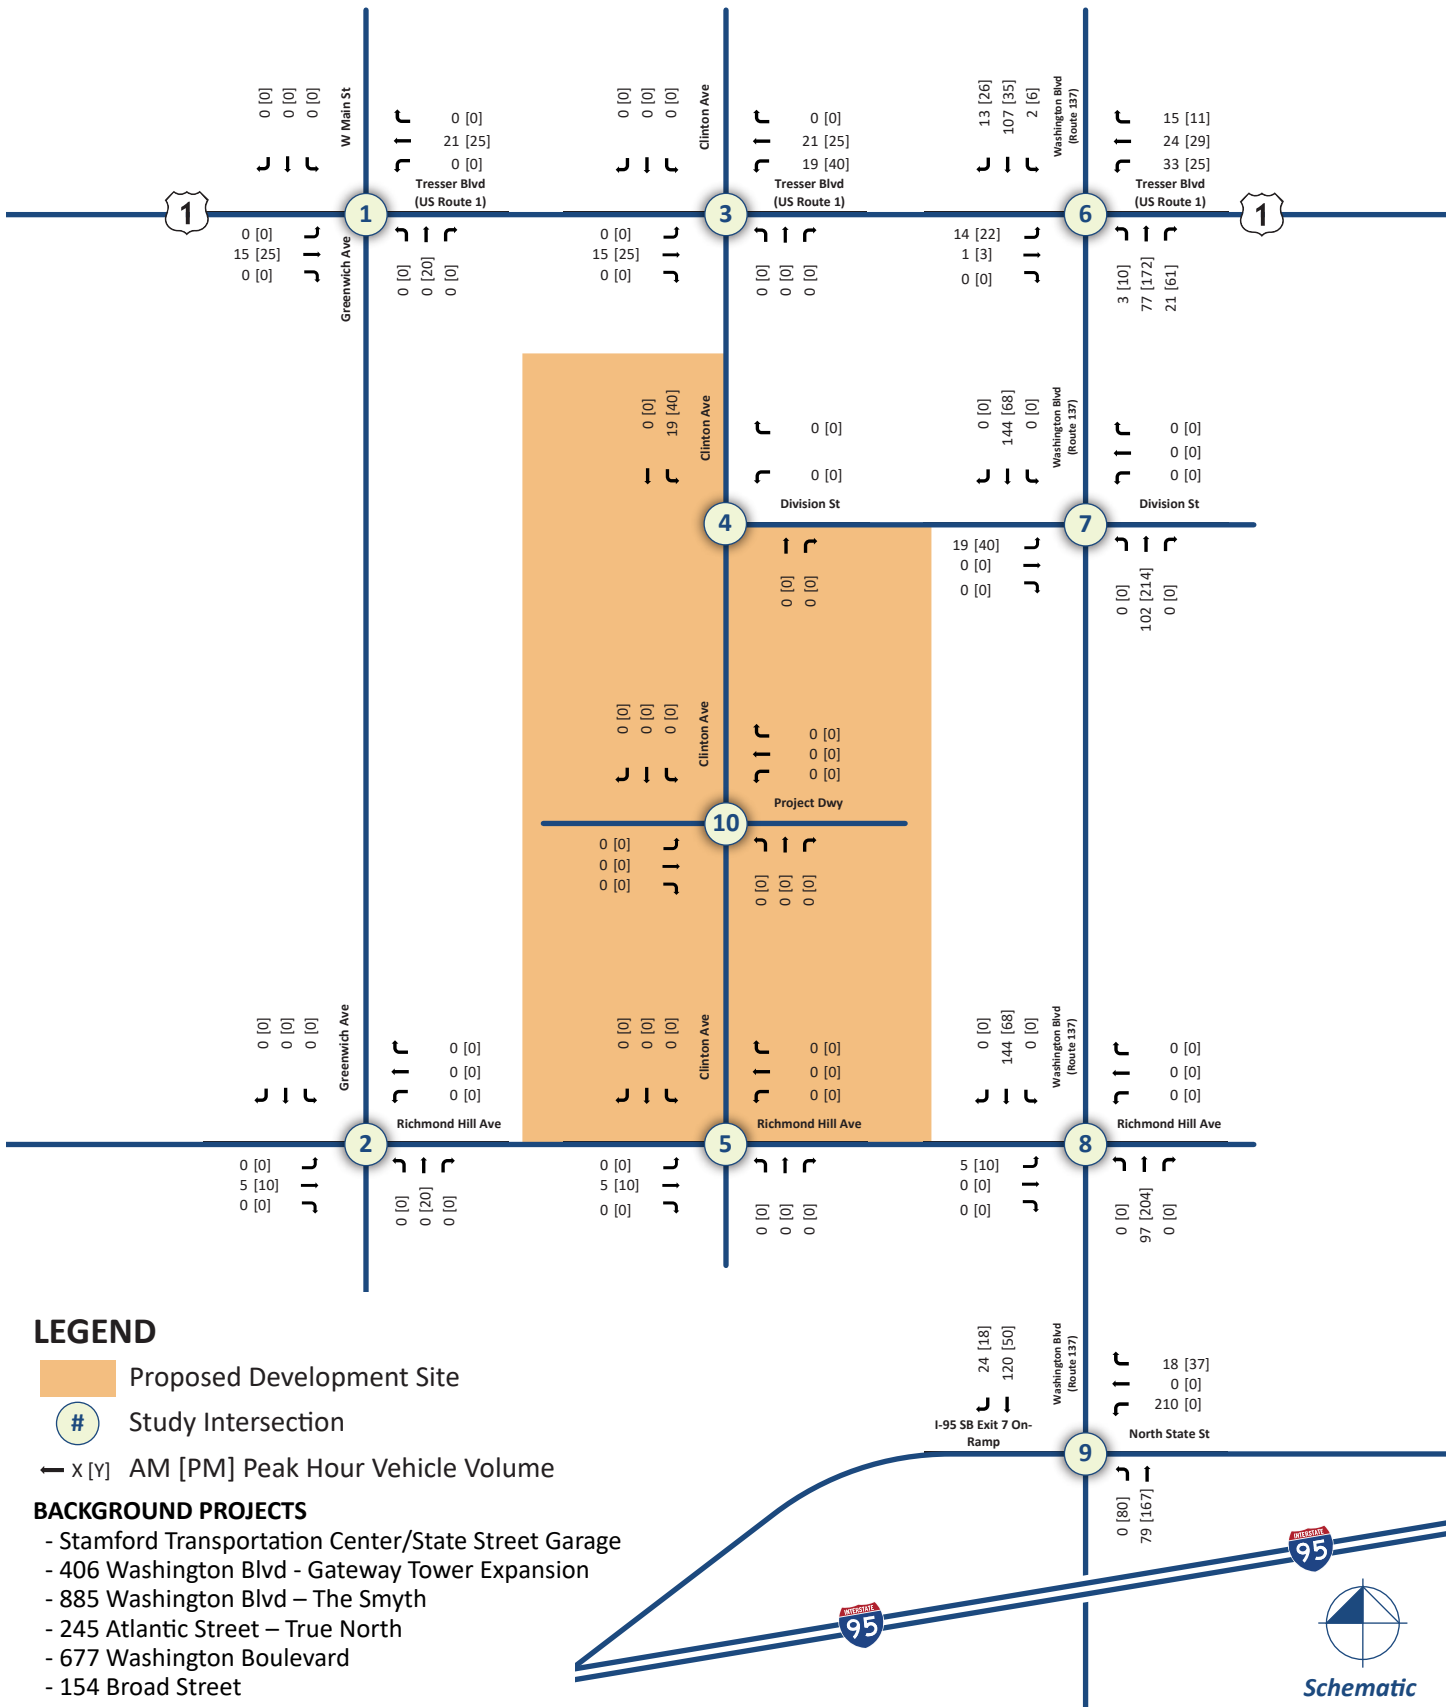 0 [0]
0 [0]
0 [0]
W Main St
0 [0]
21 [25]
0 [0]
Tresser Blvd
(US Route 1)
1
1
0 [0]
15 [25]
0 [0]
Greenwich Ave
0 [0]
0 [20]
0 [0]
0 [0]
0 [0]
0 [0]
Clinton Ave
0 [0]
21 [25]
19 [40]
Tresser Blvd
(US Route 1)
3
0 [0]
15 [25]
0 [0]
0 [0]
0 [0]
0 [0]
13 [26]
107 [35]
2 [6]
Washington Blvd
(Route 137)
15 [11]
24 [29]
33 [25]
Tresser Blvd
(US Route 1)
6
1
14 [22]
1 [3]
0 [0]
3 [10]
77 [172]
21 [61]
0 [0]
19 [40]
Clinton Ave
0 [0]
0 [0]
Division St
4
0 [0]
0 [0]
0 [0]
144 [68]
0 [0]
Washington Blvd
(Route 137)
0 [0]
0 [0]
0 [0]
Division St
7
19 [40]
0 [0]
0 [0]
0 [0]
102 [214]
0 [0]
0 [0]
0 [0]
0 [0]
Clinton Ave
0 [0]
0 [0]
0 [0]
Project Dwy
10
0 [0]
0 [0]
0 [0]
0 [0]
0 [0]
0 [0]
0 [0]
0 [0]
0 [0]
Greenwich Ave
0 [0]
0 [0]
0 [0]
Richmond Hill Ave
2
0 [0]
5 [10]
0 [0]
0 [0]
0 [20]
0 [0]
0 [0]
0 [0]
0 [0]
Clinton Ave
0 [0]
0 [0]
0 [0]
Richmond Hill Ave
5
0 [0]
5 [10]
0 [0]
0 [0]
0 [0]
0 [0]
0 [0]
144 [68]
0 [0]
Washington Blvd
(Route 137)
0 [0]
0 [0]
0 [0]
Richmond Hill Ave
8
5 [10]
0 [0]
0 [0]
0 [0]
97 [204]
0 [0]
24 [18]
120 [50]
Washington Blvd
(Route 137)
18 [37]
0 [0]
210 [0]
I-95 SB Exit 7 On-
Ramp
North State St
9
0 [80]
79 [167]
INTERSTATE
95
INTERSTATE
95
LEGEND
Proposed Development Site
# Study Intersection
X [Y] AM [PM] Peak Hour Vehicle Volume
BACKGROUND PROJECTS
- Stamford Transportation Center/State Street Garage
- 406 Washington Blvd - Gateway Tower Expansion
- 885 Washington Blvd – The Smyth
- 245 Atlantic Street – True North
- 677 Washington Boulevard
- 154 Broad Street
Schematic